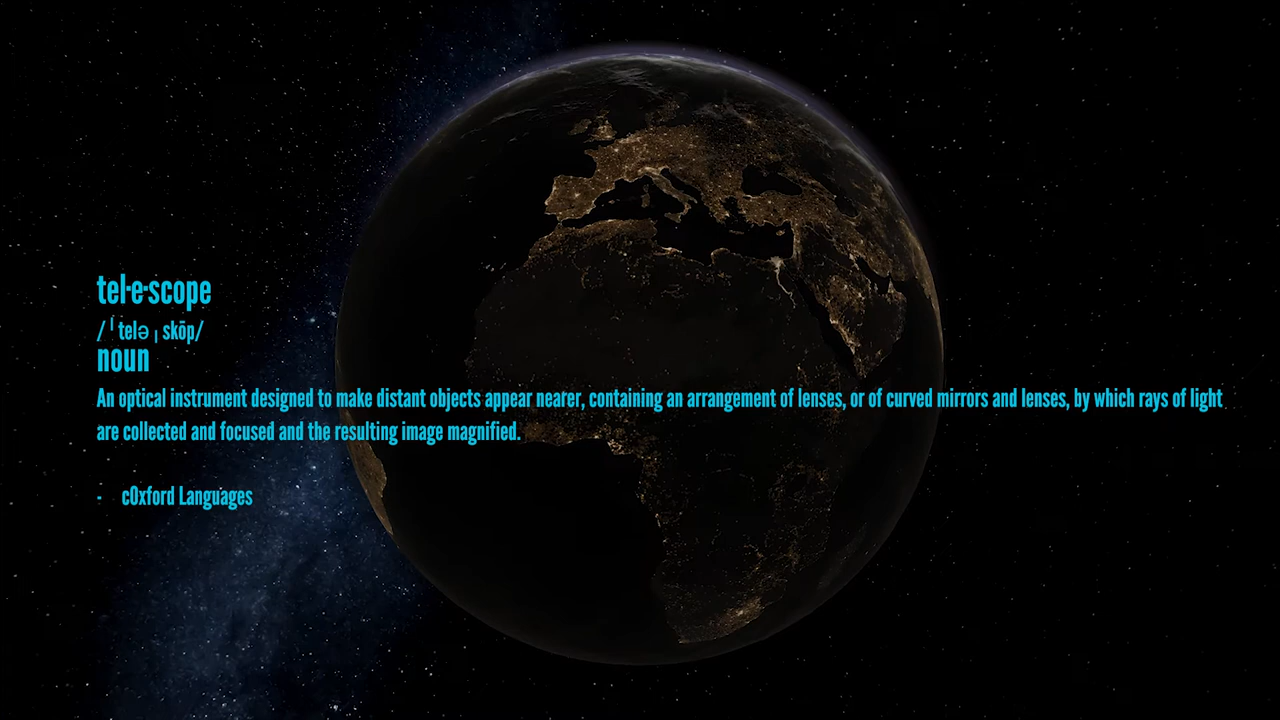 tel·e·scope
/ ˈ telə ˌ skōp/
noun
An optical instrument designed to make distant objects appear nearer, containing an arrangement of lenses, or of curved mirrors and lenses, by which rays of light
are collected and focused and the resulting image magnified.
- cOxford Languages